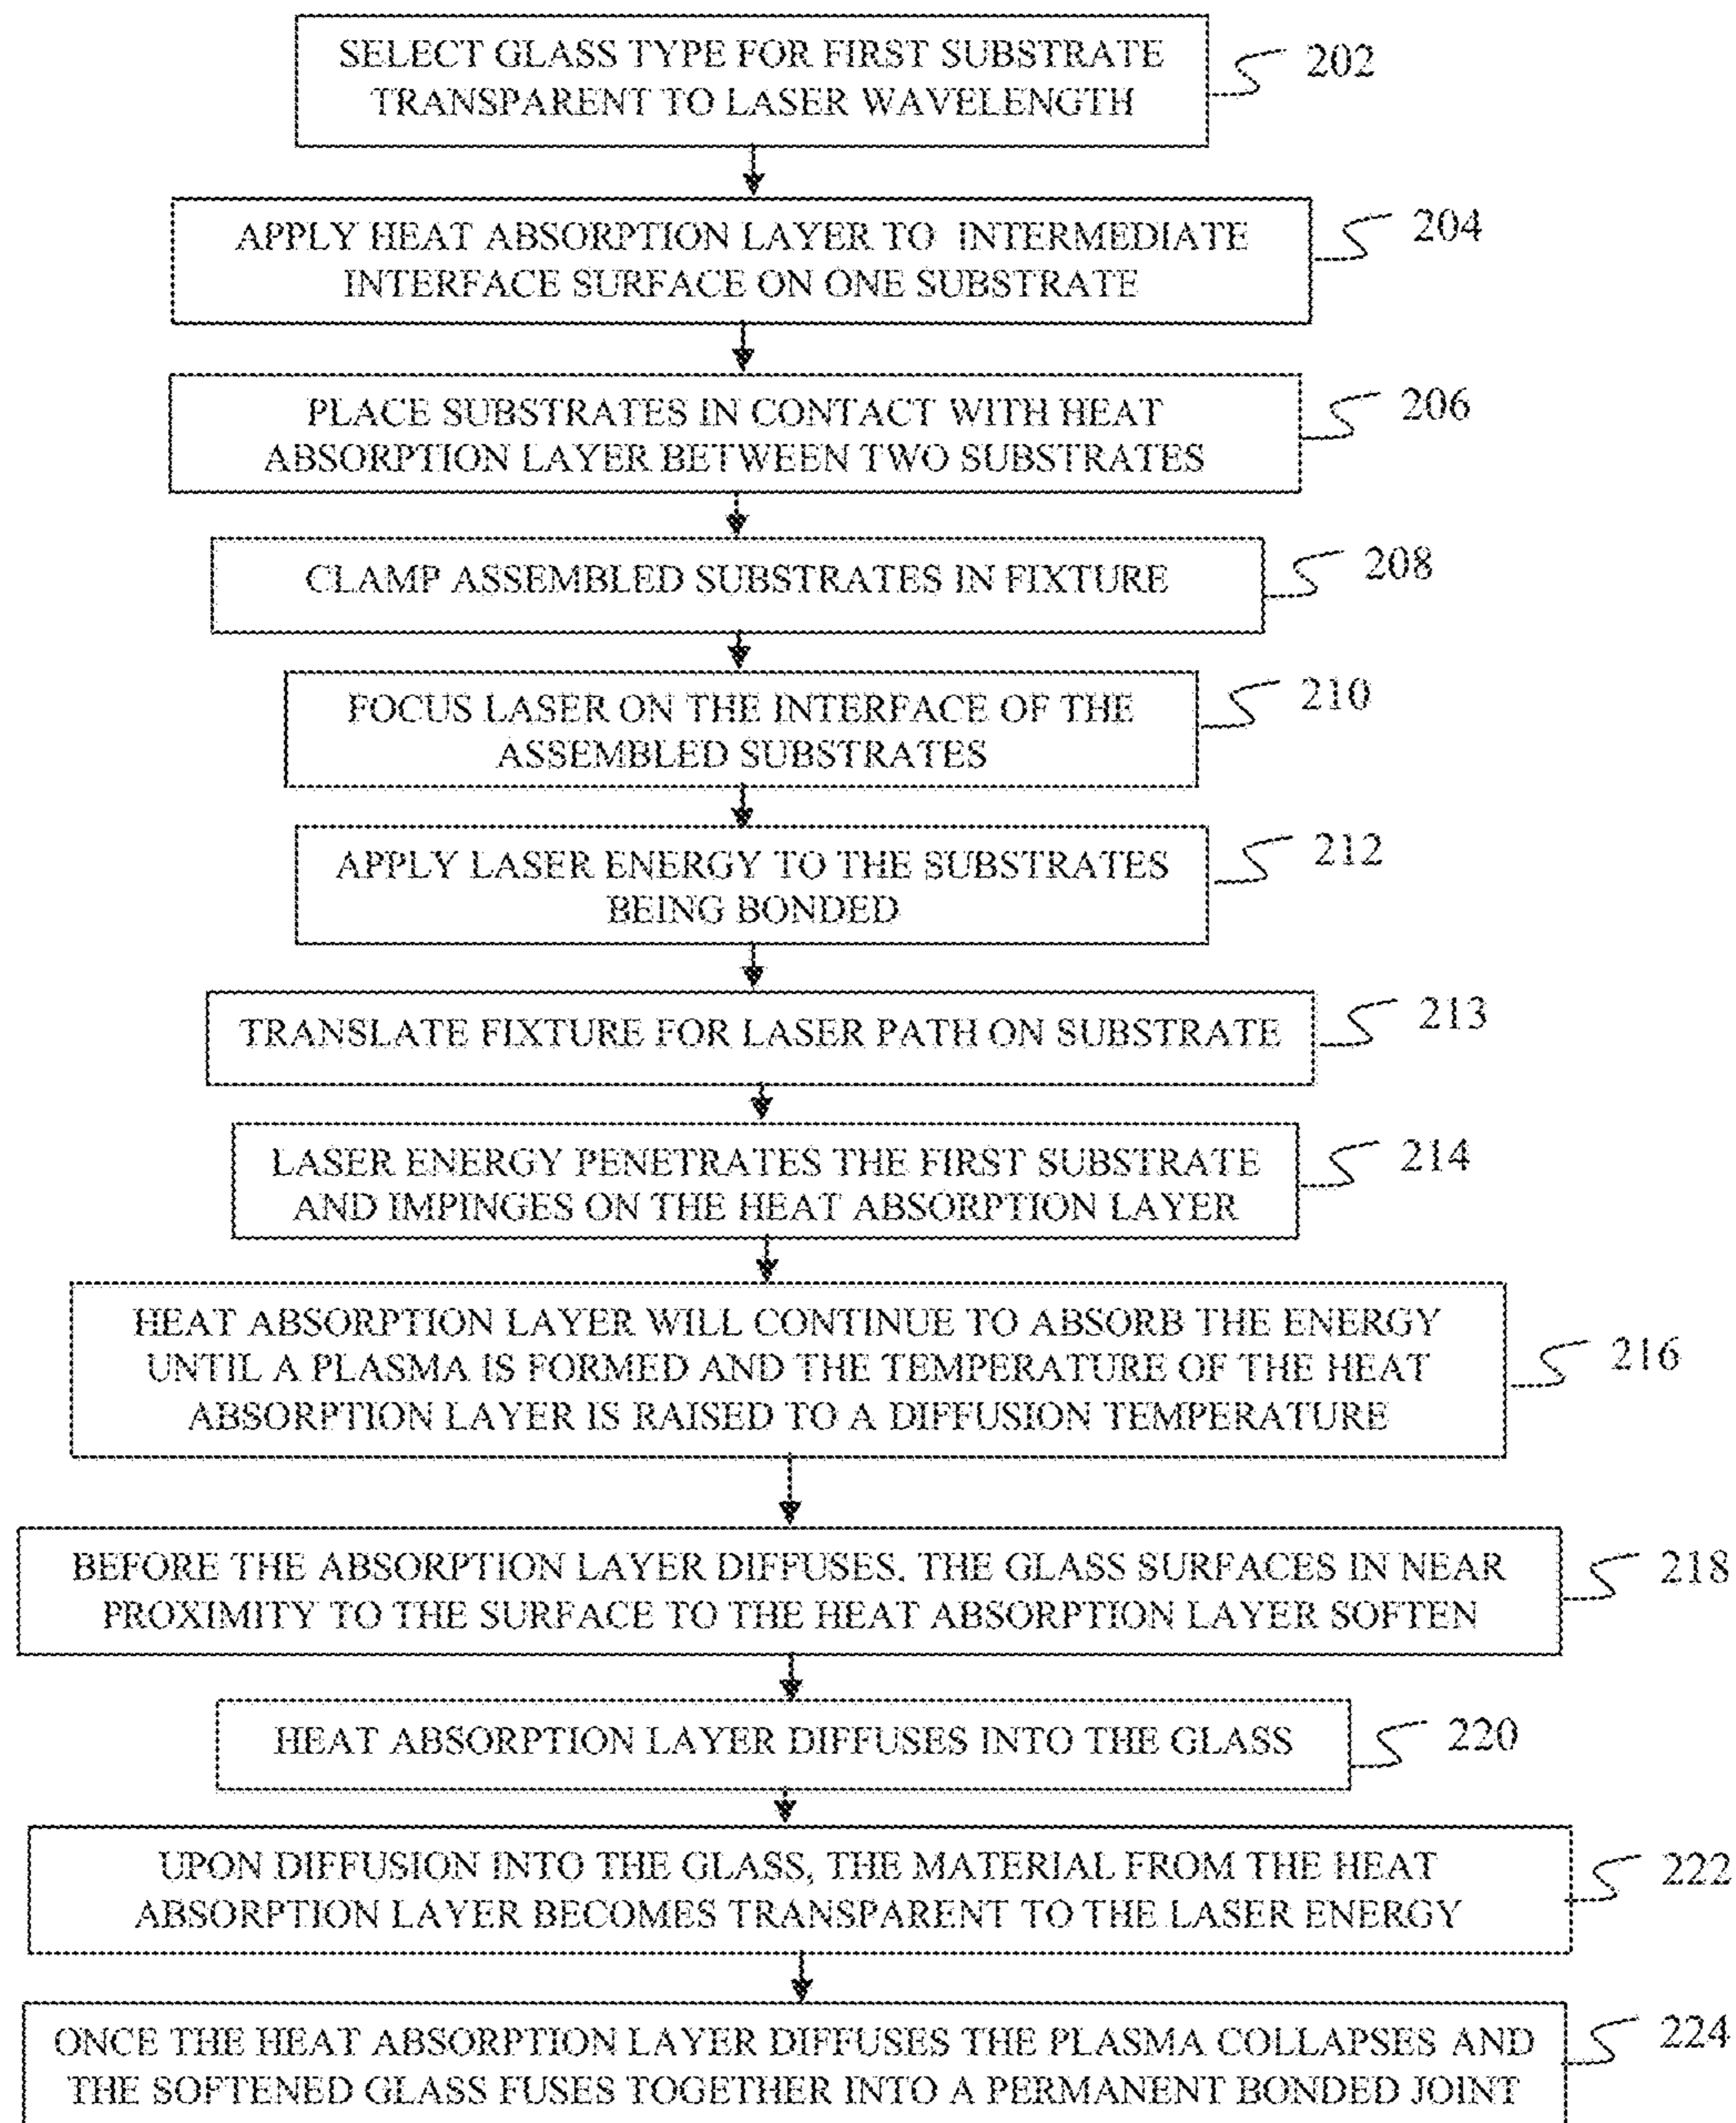 SELECT GLASS TYPE FOR FIRST SUBSTRATE
TRANSPARENT TO LASER WAVELENGTH
202
APPLY HEAT ABSORPTION LAYER TO INTERMEDIATE
INTERFACE SURFACE ON ONE SUBSTRATE
204
PLACE SUBSTRATES IN CONTACT WITH HEAT
ABSORPTION LAYER BETWEEN TWO SUBSTRATES
206
CLAMP ASSEMBLED SUBSTRATES IN FIXTURE
208
FOCUS LASER ON THE INTERFACE OF THE
ASSEMBLED SUBSTRATES
210
APPLY LASER ENERGY TO THE SUBSTRATES
BEING BONDED
212
TRANSLATE FIXTURE FOR LASER PATH ON SUBSTRATE
213
LASER ENERGY PENETRATES THE FIRST SUBSTRATE
AND IMPINGES ON THE HEAT ABSORPTION LAYER
214
HEAT ABSORPTION LAYER WILL CONTINUE TO ABSORB THE ENERGY
UNTIL A PLASMA IS FORMED AND THE TEMPERATURE OF THE HEAT
ABSORPTION LAYER IS RAISED TO A DIFFUSION TEMPERATURE
216
BEFORE THE ABSORPTION LAYER DIFFUSES. THE GLASS SURFACES IN NEAR
PROXIMITY TO THE SURFACE TO THE HEAT ABSORPTION LAYER SOFTEN
218
HEAT ABSORPTION LAYER DIFFUSES INTO THE GLASS
220
UPON DIFFUSION INTO THE GLASS, THE MATERIAL FROM THE HEAT
ABSORPTION LAYER BECOMES TRANSPARENT TO THE LASER ENERGY
222
ONCE THE HEAT ABSORPTION LAYER DIFFUSES THE PLASMA COLLAPSES AND
THE SOFTENED GLASS FUSES TOGETHER INTO A PERMANENT BONDED JOINT
224